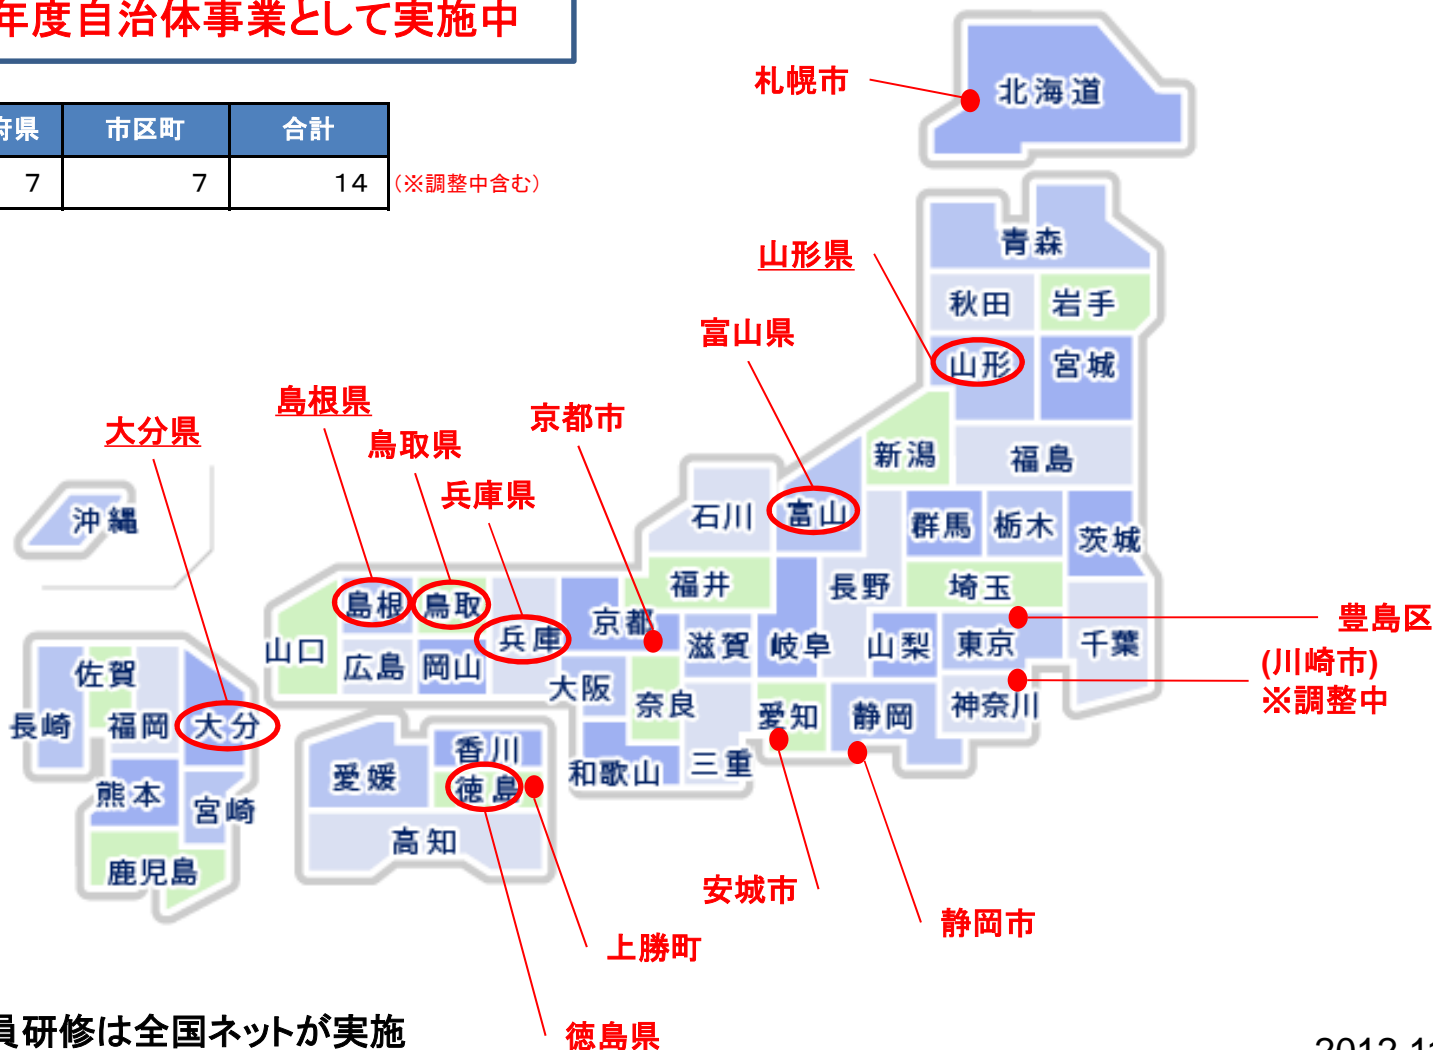 年度自治体事業として実施中
府県 市区町 合計
7 7 14 (※調整中含む)
札幌市
北海道
青森
山形県
秋田 岩手
富山県
山形 宮城
島根県
京都市
大分県
鳥取県
新潟 福島
兵庫県
沖縄
石川 富山 群馬 栃木 茨城
福井 長野 埼玉
島根 鳥取
豊島区
京都
山口 兵庫 滋賀 岐阜 山梨 東京 千葉
(川崎市)
広島 岡山
佐賀
大阪
※調整中
奈良 愛知 静岡 神奈川
長崎 福岡 大分
香川
三重
愛媛 徳島 和歌山
熊本 宮崎
高知
鹿児島
安城市
静岡市
上勝町
員研修は全国ネットが実施
徳島県